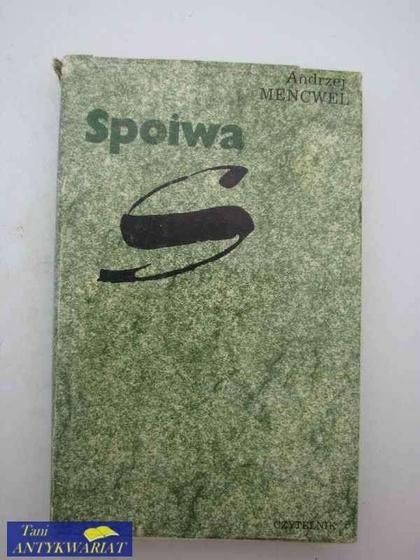 Andrzej
MENCWEL
Spoiwa
S
CZYTELNIK
Tani
ANTYKWARIAT